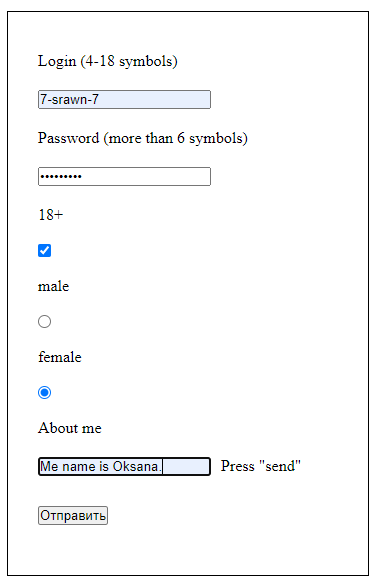 Login (4-18 symbols)
7-srawn-7
Password (more than 6 symbols)
•••••••••
18+
male
female
About me
Me name is Oksana. Press "send"
Отправить